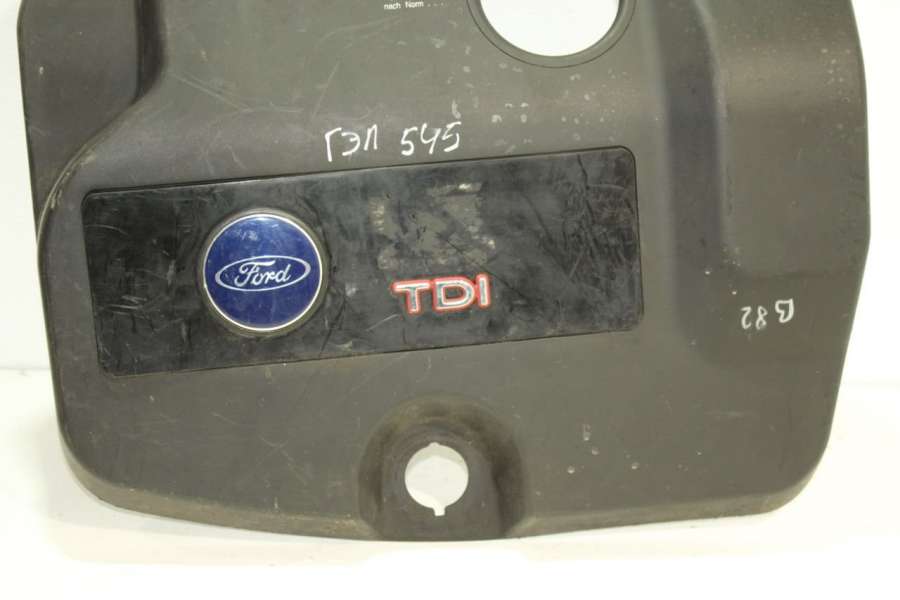 nach Norm . . .
ГЭЛ 545
Ford
TDI
B 82